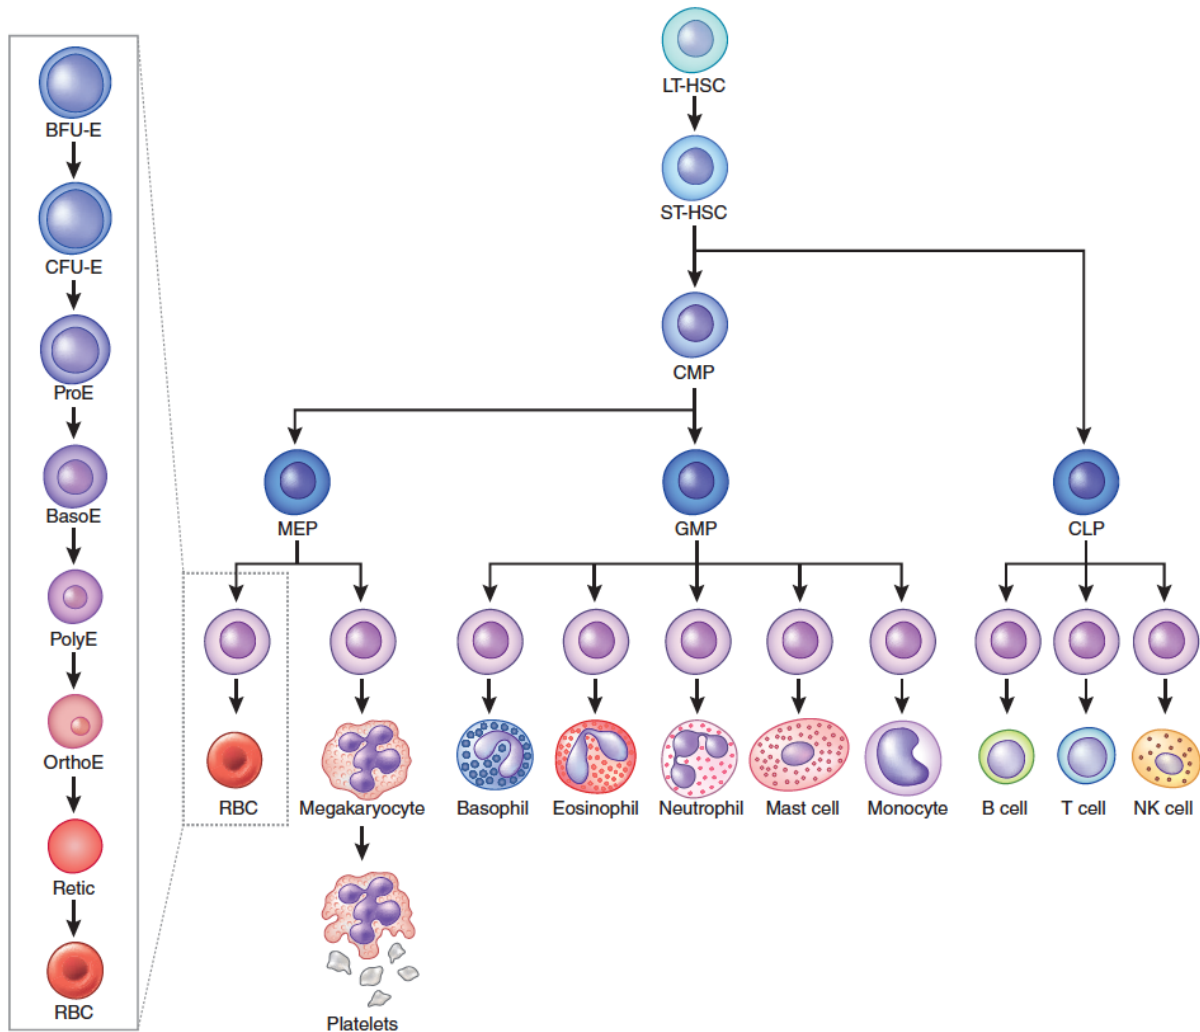 LT-HSC
ST-HSC
CMP
MEP
GMP
CLP
RBC
Megakaryocyte
Basophil
Eosinophil
Neutrophil
Mast cell
Monocyte
B cell
T cell
NK cell
Platelets
BFU-E
CFU-E
ProE
BasoE
PolyE
OrthoE
Retic
RBC